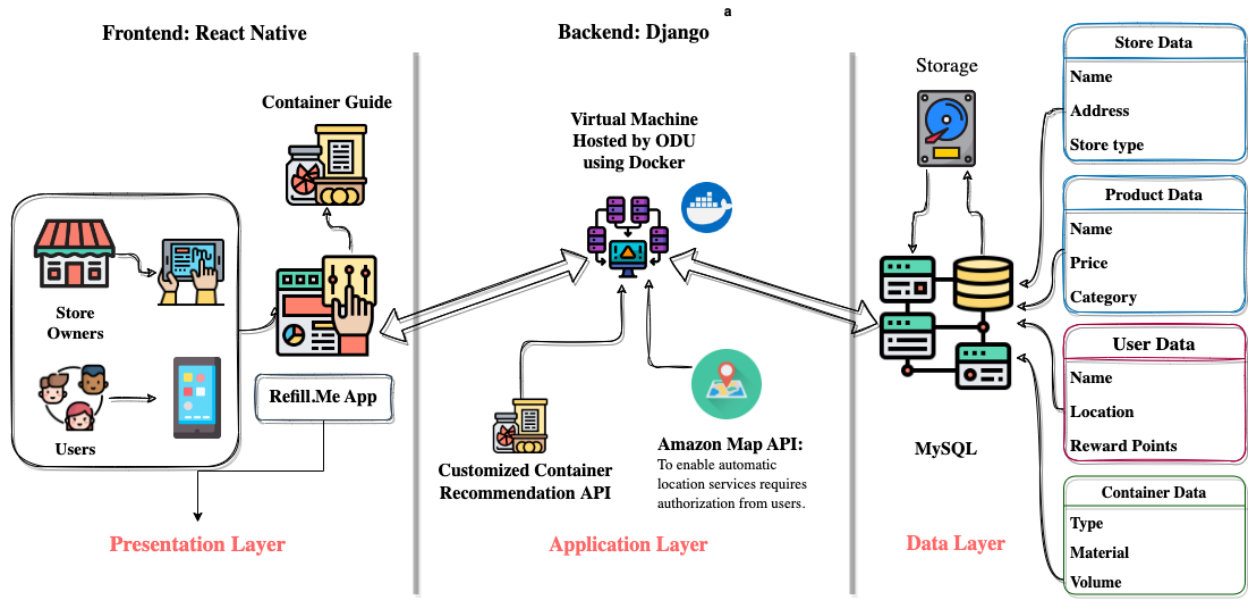 a
Frontend: React Native
Backend: Django
Container Guide
Store
Owners
Users
Refill.Me App
Presentation Layer
Virtual Machine
Hosted by ODU
using Docker
Customized Container
Recommendation API
Amazon Map API:
To enable automatic
location services requires
authorization from users.
Application Layer
Storage
MySQL
Data Layer
Store Data
Name
Address
Store type
Product Data
Name
Price
Category
User Data
Name
Location
Reward Points
Container Data
Type
Material
Volume